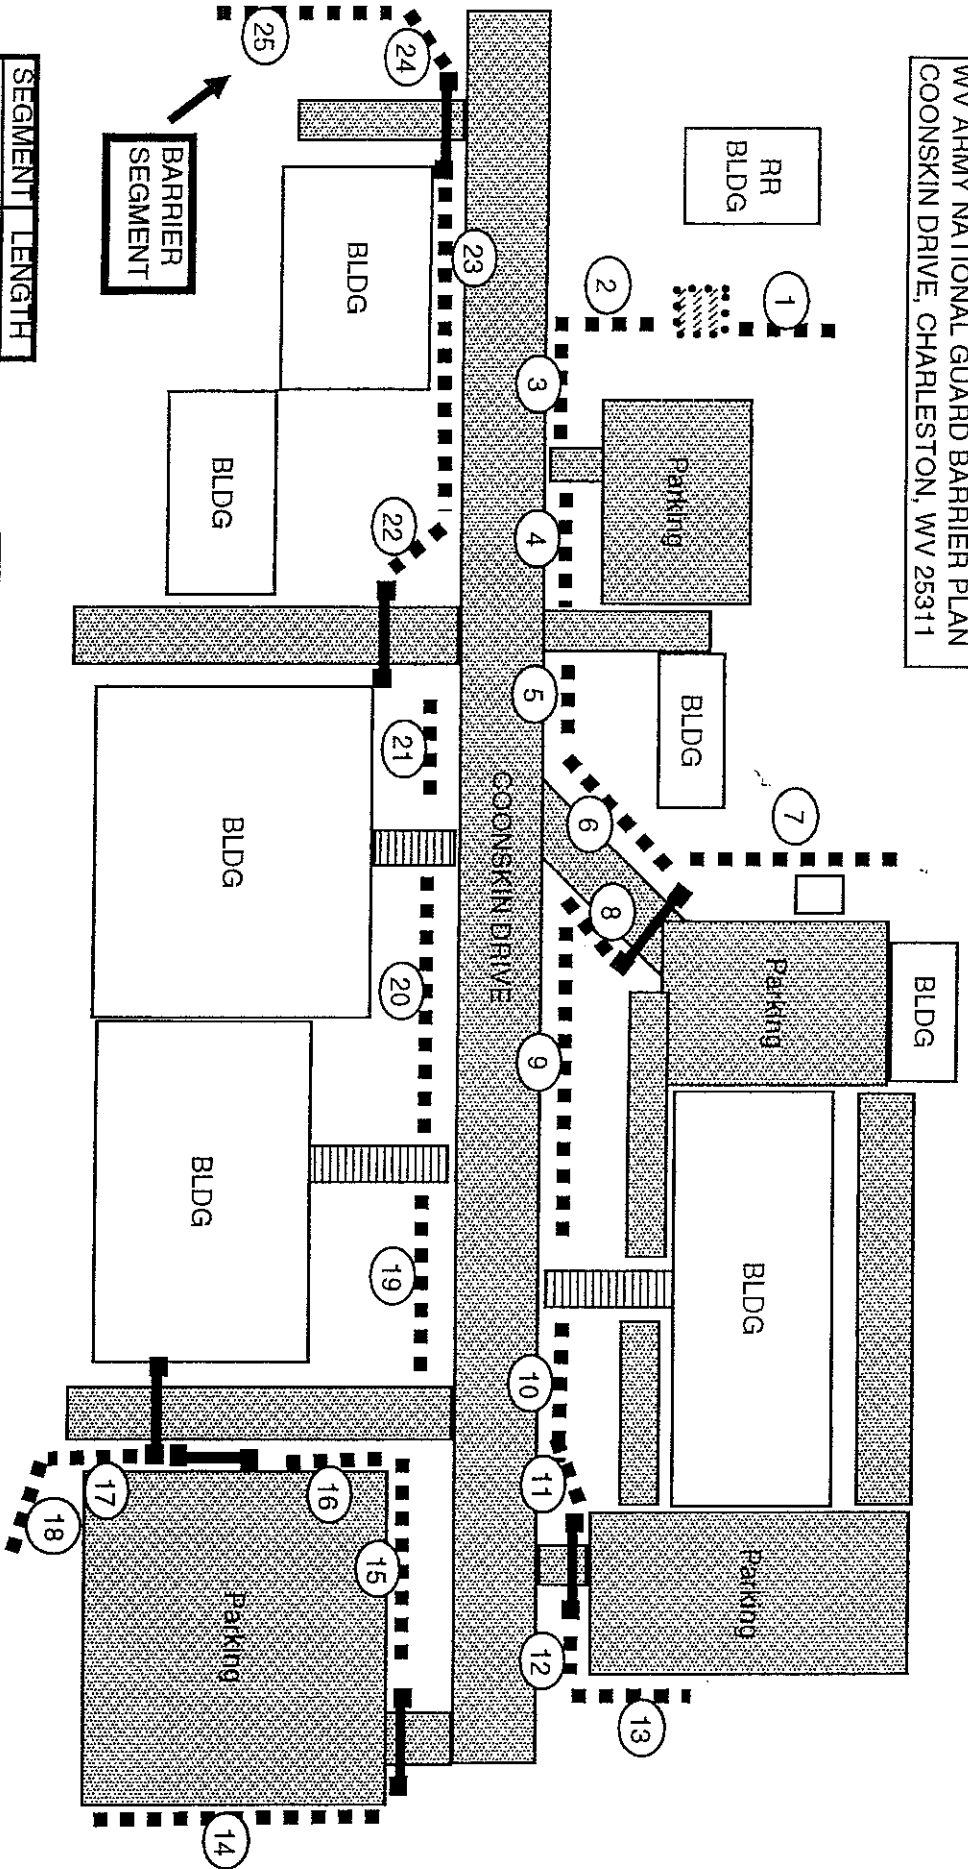 WV ARMY NATIONAL GUARD BARRIER PLAN
COONSKIN DRIVE, CHARLESTON, WV 25311
RR
BLDG
1
2
3
Parking
4
5
BLDG
6
7
8
Parking
BLDG
9
BLDG
10
11
Parking
12
13
COONSKIN DRIVE
25
24
BARRIER
SEGMENT
BLDG
23
BLDG
22
21
BLDG
20
BLDG
19
18
17
16
15
Parking
14
SEGMENT LENGTH